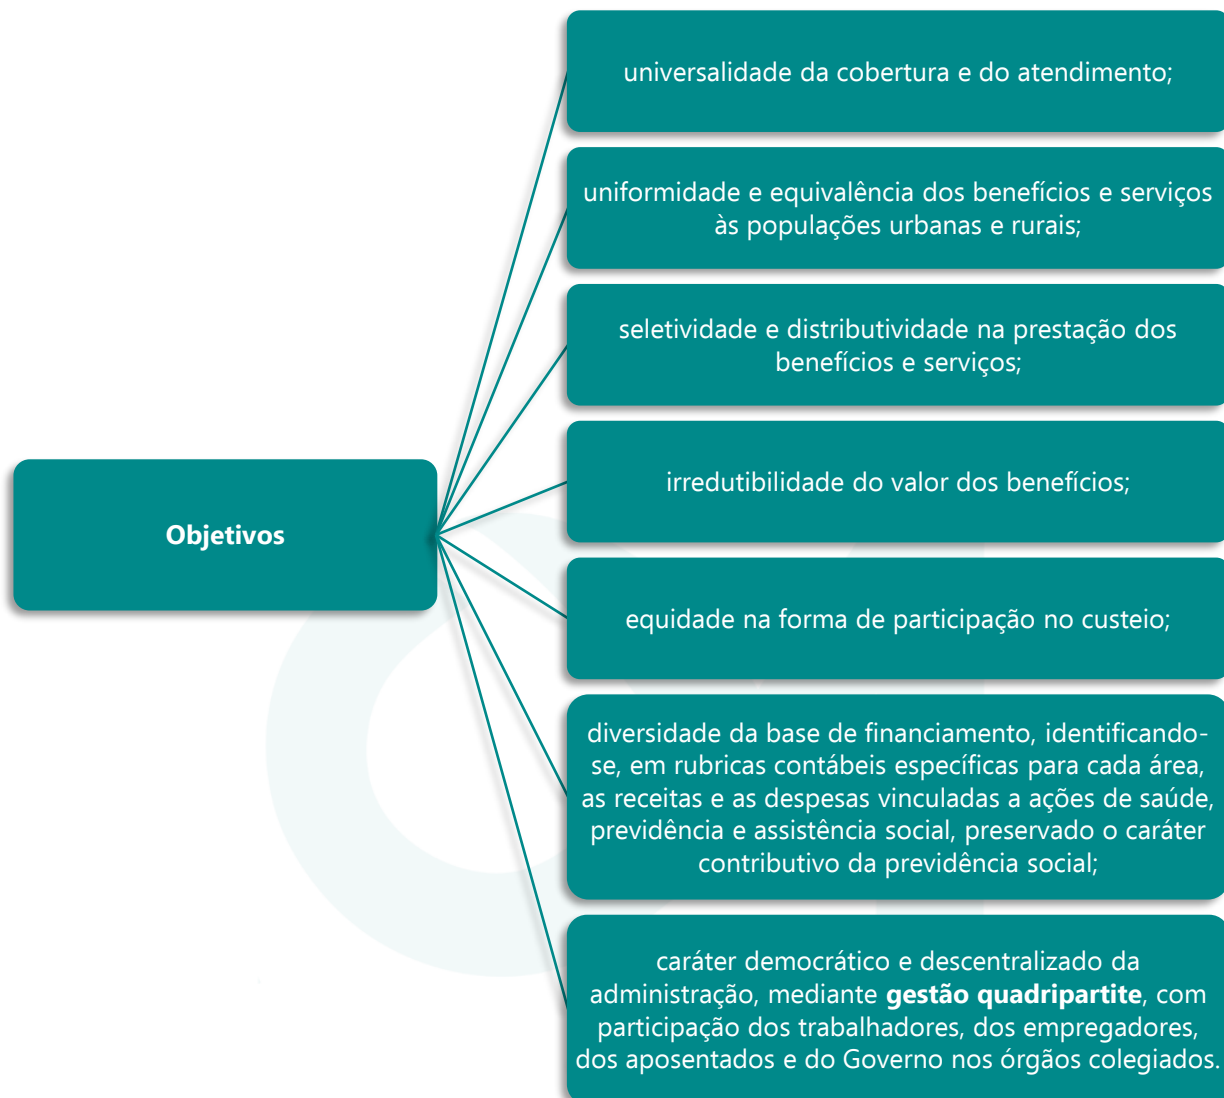 universalidade da cobertura e do atendimento;
uniformidade e equivalência dos benefícios e serviços
às populações urbanas e rurais;
seletividade e distributividade na prestação dos
benefícios e serviços;
irredutibilidade do valor dos benefícios;
Objetivos
equidade na forma de participação no custeio;
diversidade da base de financiamento, identificando-
se, em rubricas contábeis específicas para cada área,
as receitas e as despesas vinculadas a ações de saúde,
previdência e assistência social, preservado o caráter
contributivo da previdência social;
caráter democrático e descentralizado da
administração, mediante gestão quadripartite, com
participação dos trabalhadores, dos empregadores,
dos aposentados e do Governo nos órgãos colegiados.